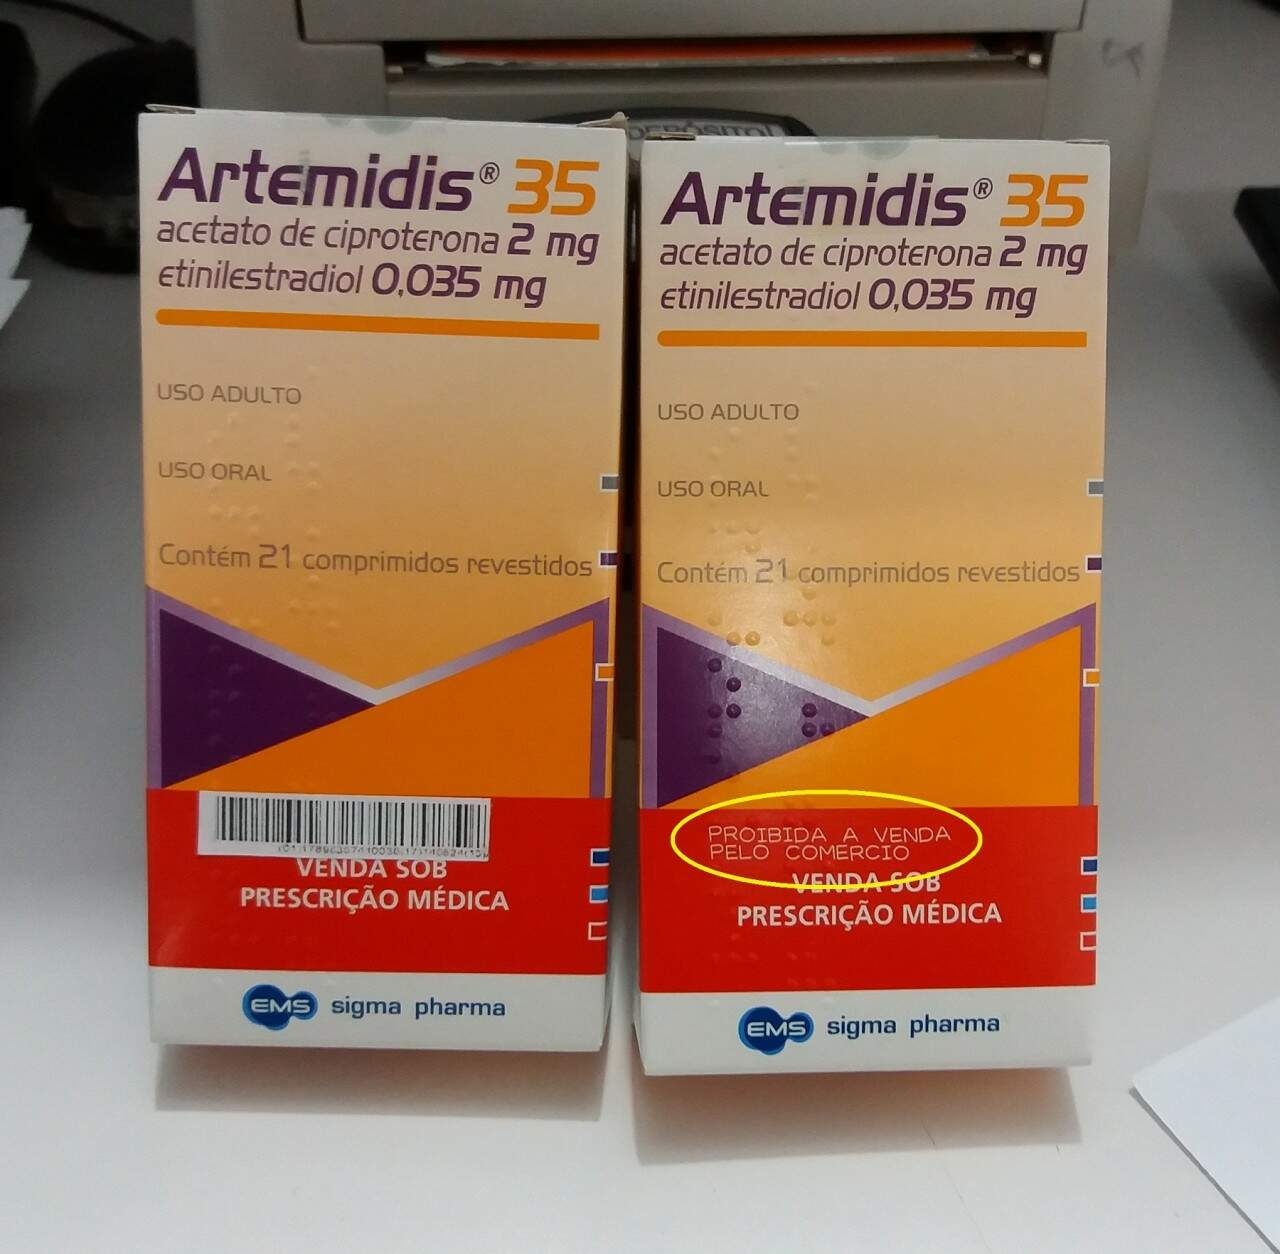 DEPÓSITO
Artemidis® 35
acetato de ciproterona 2 mg
etinilestradiol 0,035 mg
USO ADULTO
USO ORAL
Contém 21 comprimidos revestidos
VENDA SOB
PRESCRIÇÃO MÉDICA
EMS sigma pharma
Artemidis® 35
acetato de ciproterona 2 mg
etinilestradiol 0,035 mg
USO ADULTO
USO ORAL
Contém 21 comprimidos revestidos
PROIBIDA A VENDA
PELO COMERCIO
VENDA SOB
PRESCRIÇÃO MÉDICA
EMS sigma pharma